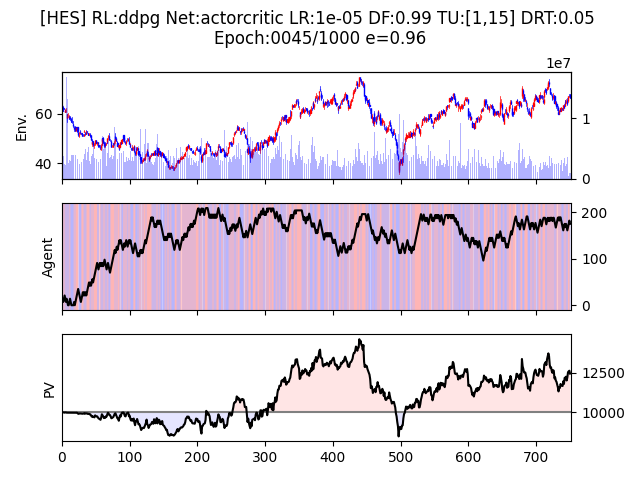 [HES] RL:ddpg Net:actorcritic LR:1e-05 DF:0.99 TU:[1,15] DRT:0.05
Epoch:0045/1000 e=0.96
1e7
Env.
60
40
1
0
Agent
200
100
0
PV
12500
10000
0
100
200
300
400
500
600
700